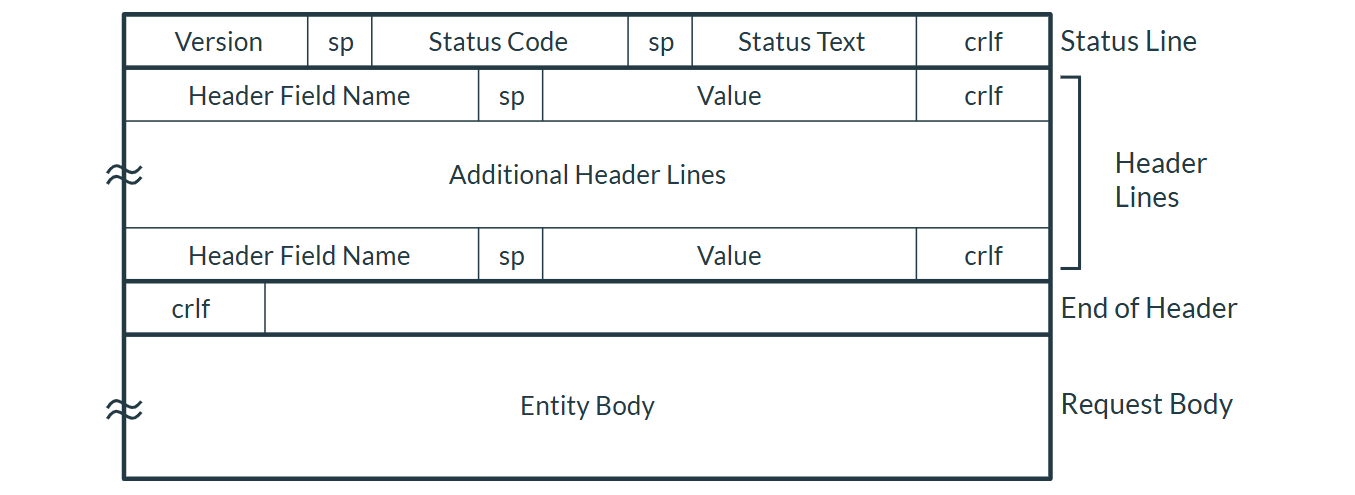 Version sp Status Code sp Status Text crlf Status Line
Header Field Name sp Value crlf
Additional Header Lines
Header
Lines
Header Field Name sp Value crlf
crlf End of Header
Entity Body Request Body